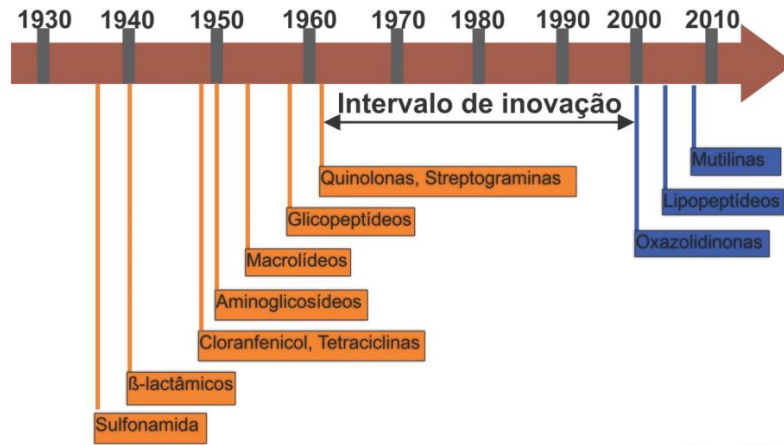 1930 1940 1950 1960 1970 1980 1990 2000 2010
Intervalo de inovação
Mutilinas
Quinolonas, Streptograminas
Lipopeptídeos
Glicopeptídeos
Oxazolidinonas
Macrolídeos
Aminoglicosídeos
Cloranfenicol, Tetraciclinas
ß-lactâmicos
Sulfonamida